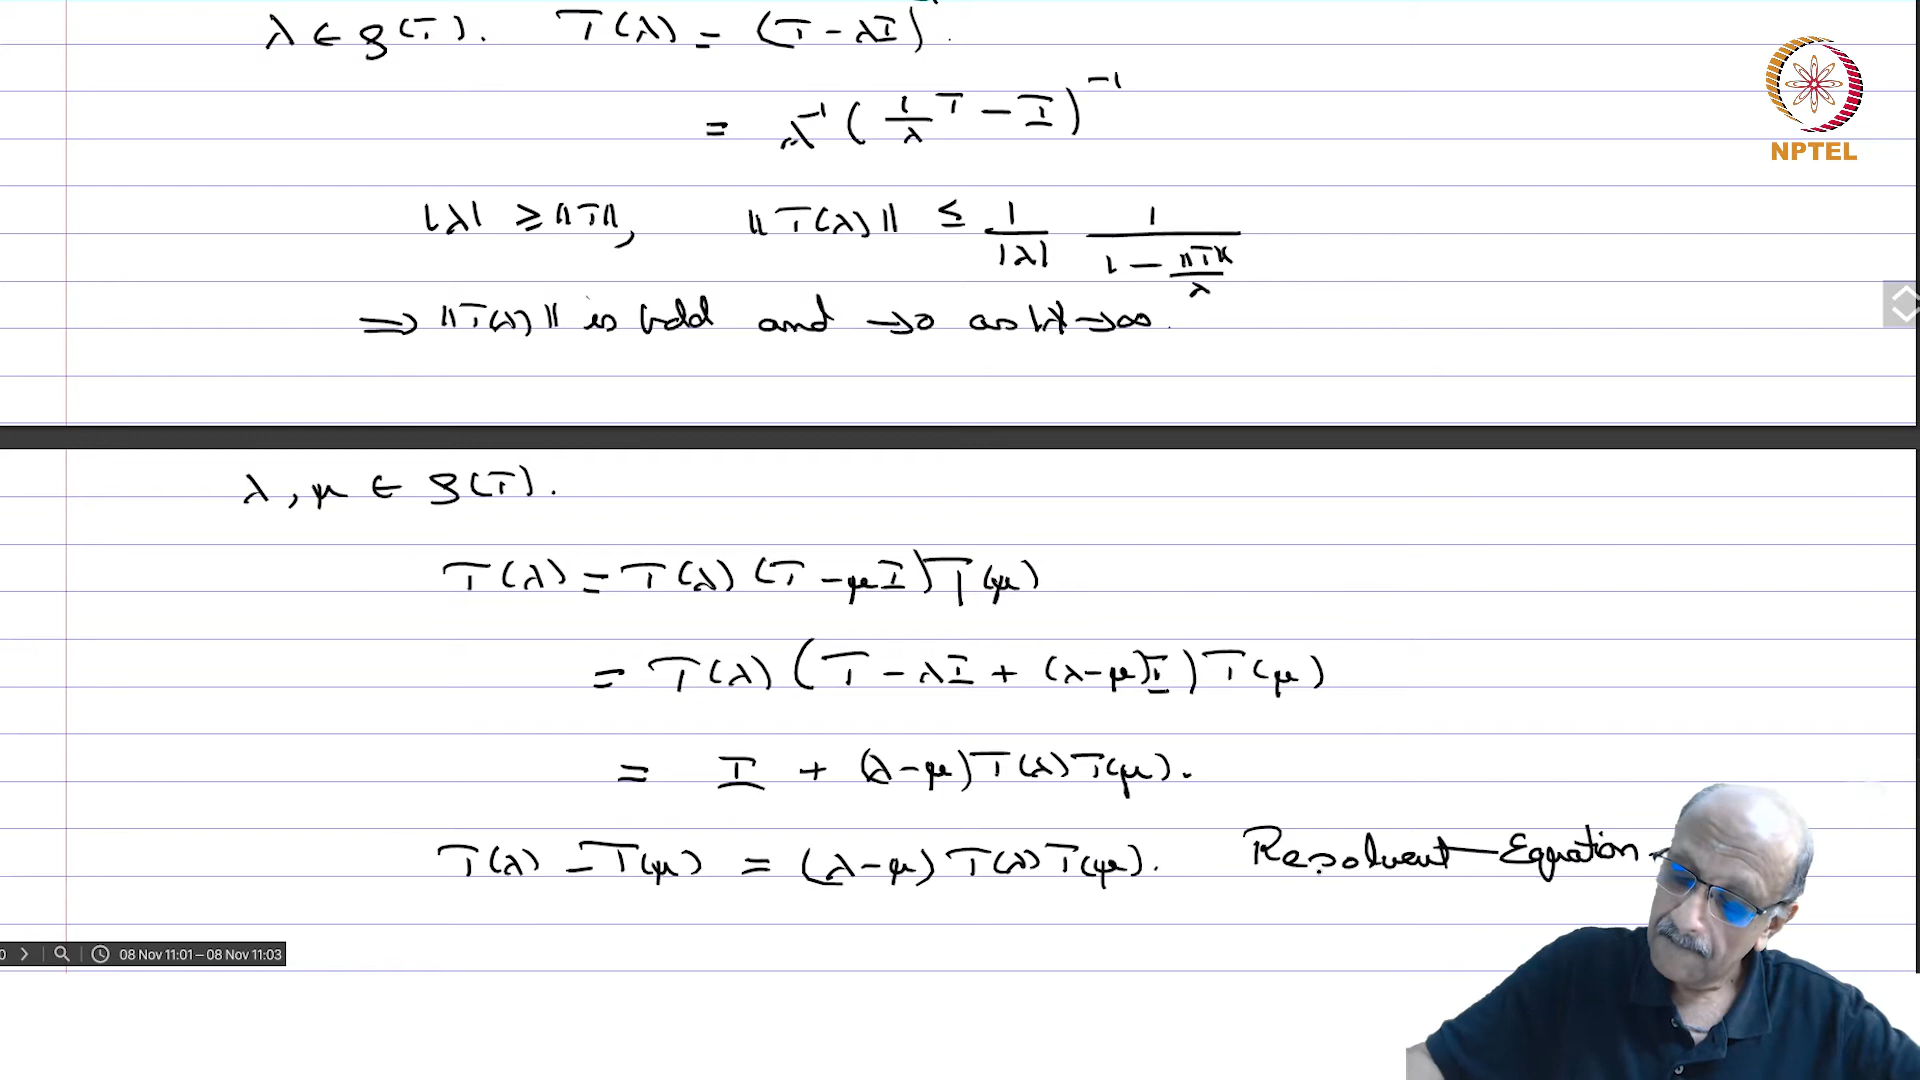 λ ∈ ρ(T). T(λ) = (T - λI)
= λ⁻¹ (1/λ T - I)⁻¹
NPTEL
|λ| ≥ ‖T‖, ‖T(λ)‖ ≤ 1/|λ| 1/(1 - ‖T‖/λ)
⇒ ‖T(λ)‖ is bdd and →0 as |λ| →∞.
λ, μ ∈ ρ(T).
T(λ) = T(λ) (T - μI) T(μ)
= T(λ) (T - λI + (λ-μ)I) T(μ)
= I + (λ-μ) T(λ) T(μ).
T(λ) - T(μ) = (λ-μ) T(λ) T(μ). Resolvent Equation
0 > 08 Nov 11:01 – 08 Nov 11:03